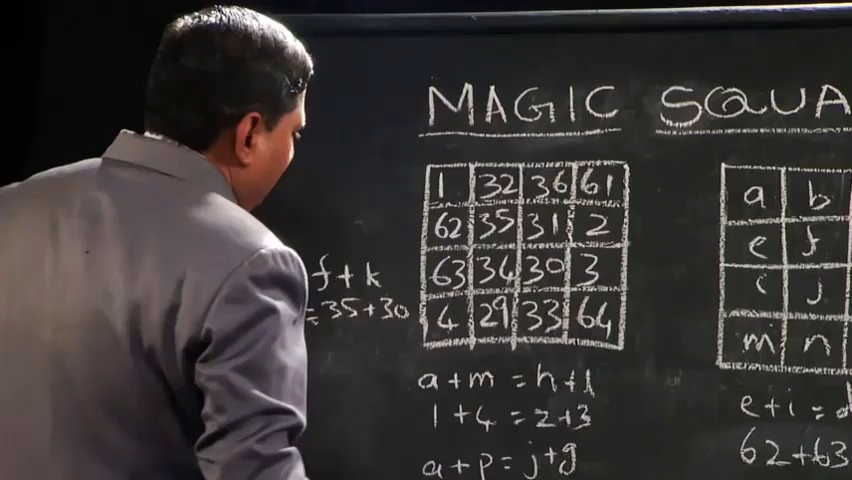 MAGIC SQUA
1 32 36 61
62 35 31 2
63 34 30 3
4 29 33 64
f + k
= 35 + 30
a + m = h + l
1 + 4 = 2 + 3
a + p = j + g
a b
e f
i j
m n
e + i = d
62 + 63